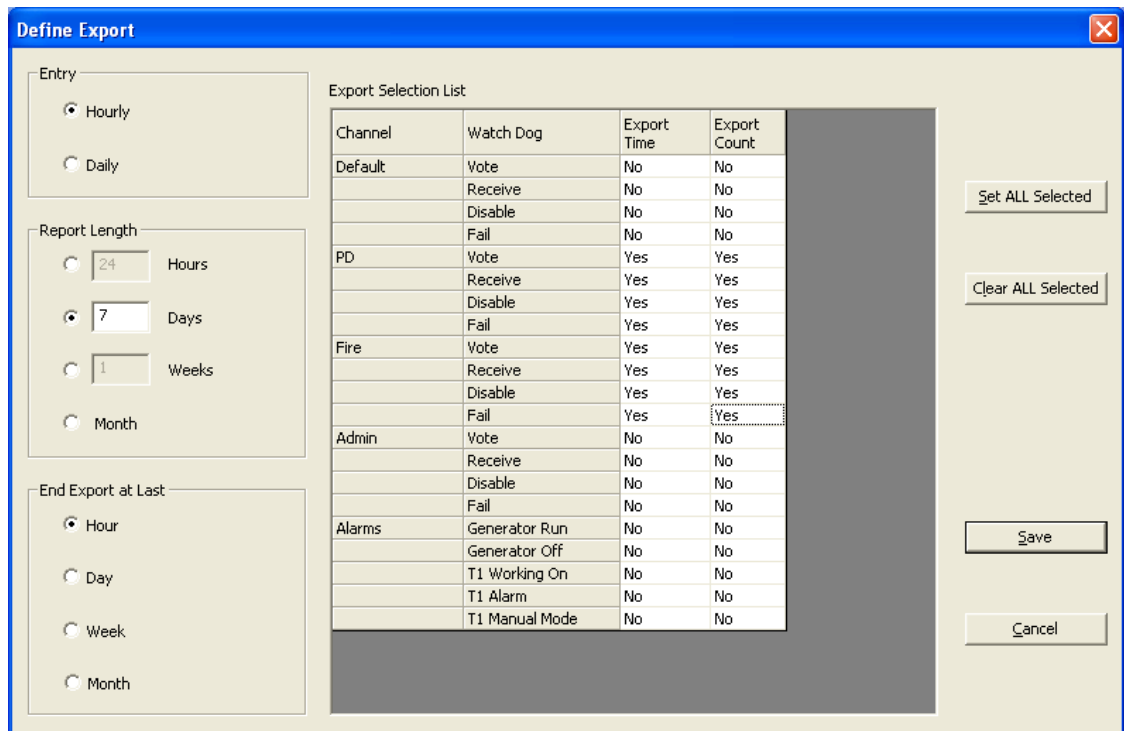 Define Export
Entry
Hourly
Daily
Report Length
24 Hours
7 Days
1 Weeks
Month
End Export at Last
Hour
Day
Week
Month
Export Selection List
Channel Watch Dog Export Time Export Count
Default Vote No No
Receive No No
Disable No No
Fail No No
PD Vote Yes Yes
Receive Yes Yes
Disable Yes Yes
Fail Yes Yes
Fire Vote Yes Yes
Receive Yes Yes
Disable Yes Yes
Fail Yes Yes
Admin Vote No No
Receive No No
Disable No No
Fail No No
Alarms Generator Run No No
Generator Off No No
T1 Working On No No
T1 Alarm No No
T1 Manual Mode No No
Set ALL Selected
Clear ALL Selected
Save
Cancel